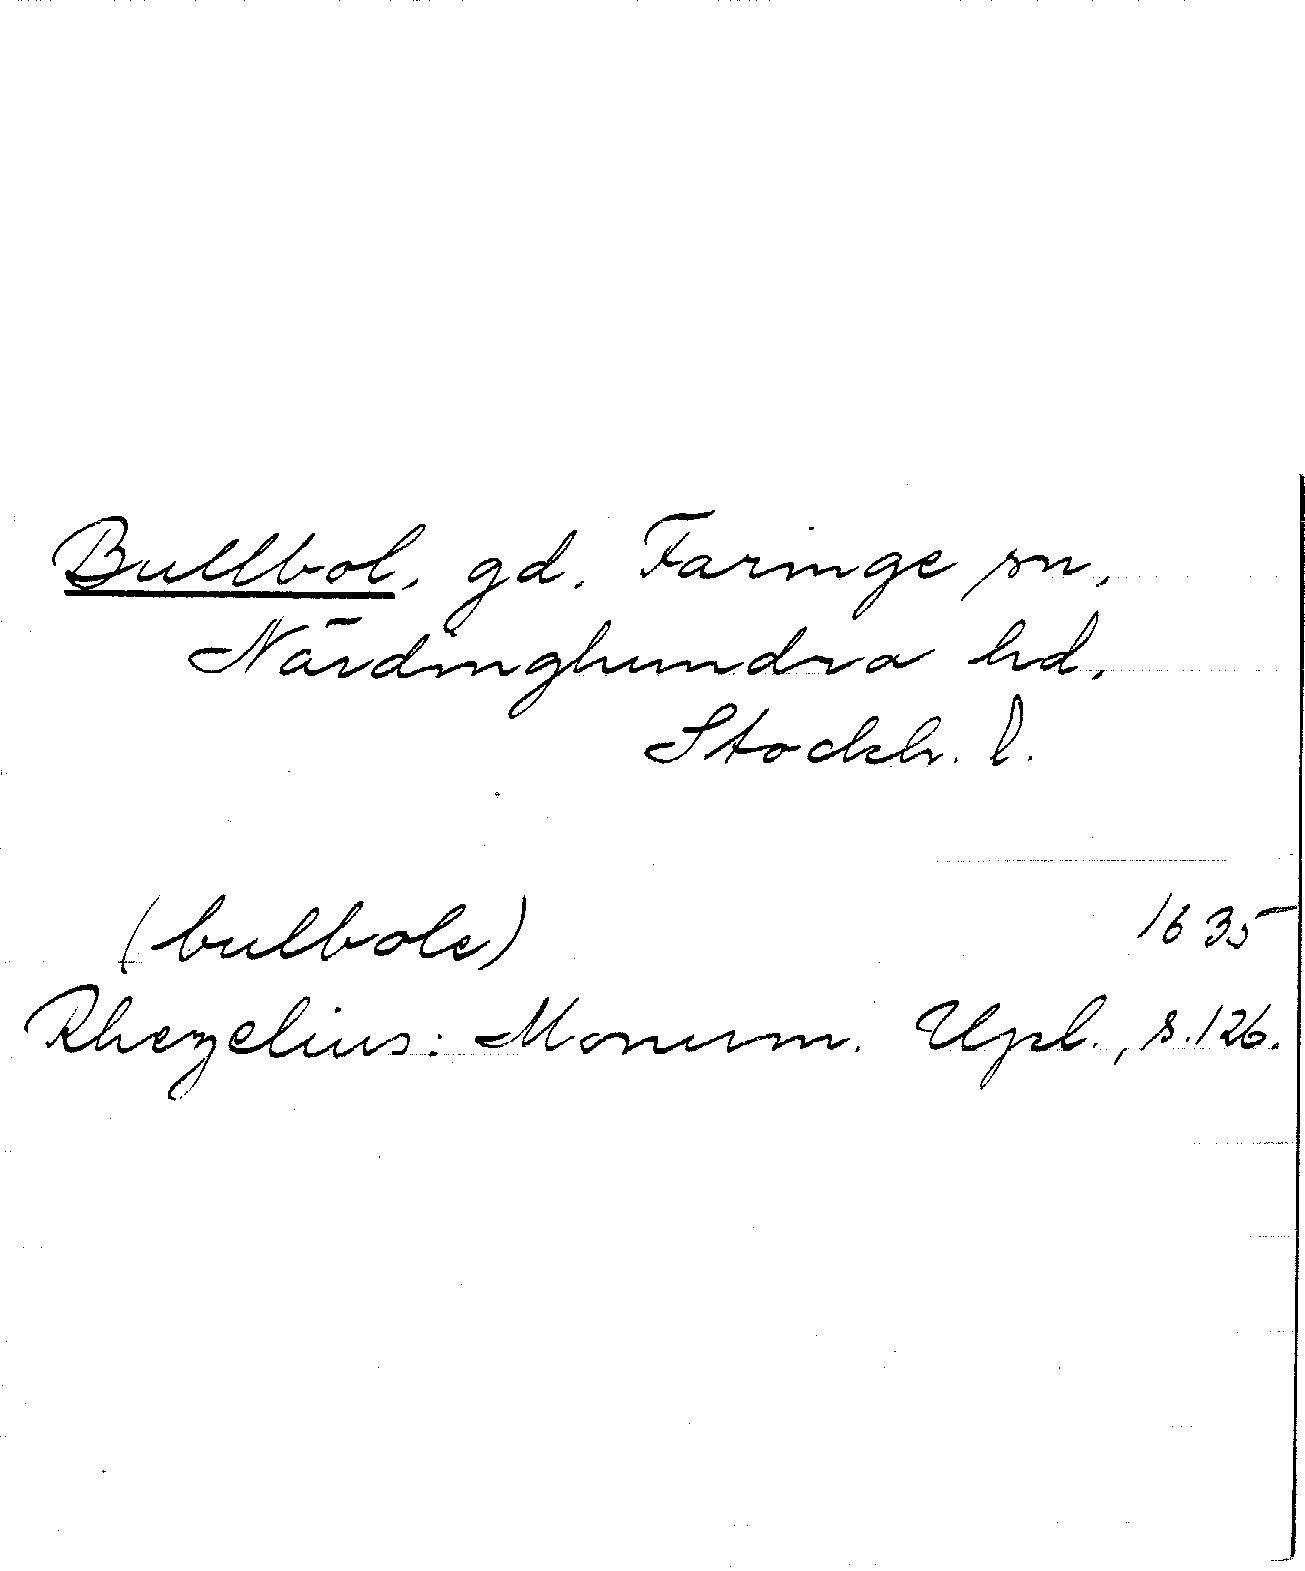 Bullbol, gd. Faringe sn,
Närdinghundra hd,
Stockh. l.
(bulbole) 1635
Rhezelius: Monum. Upl., s. 126.